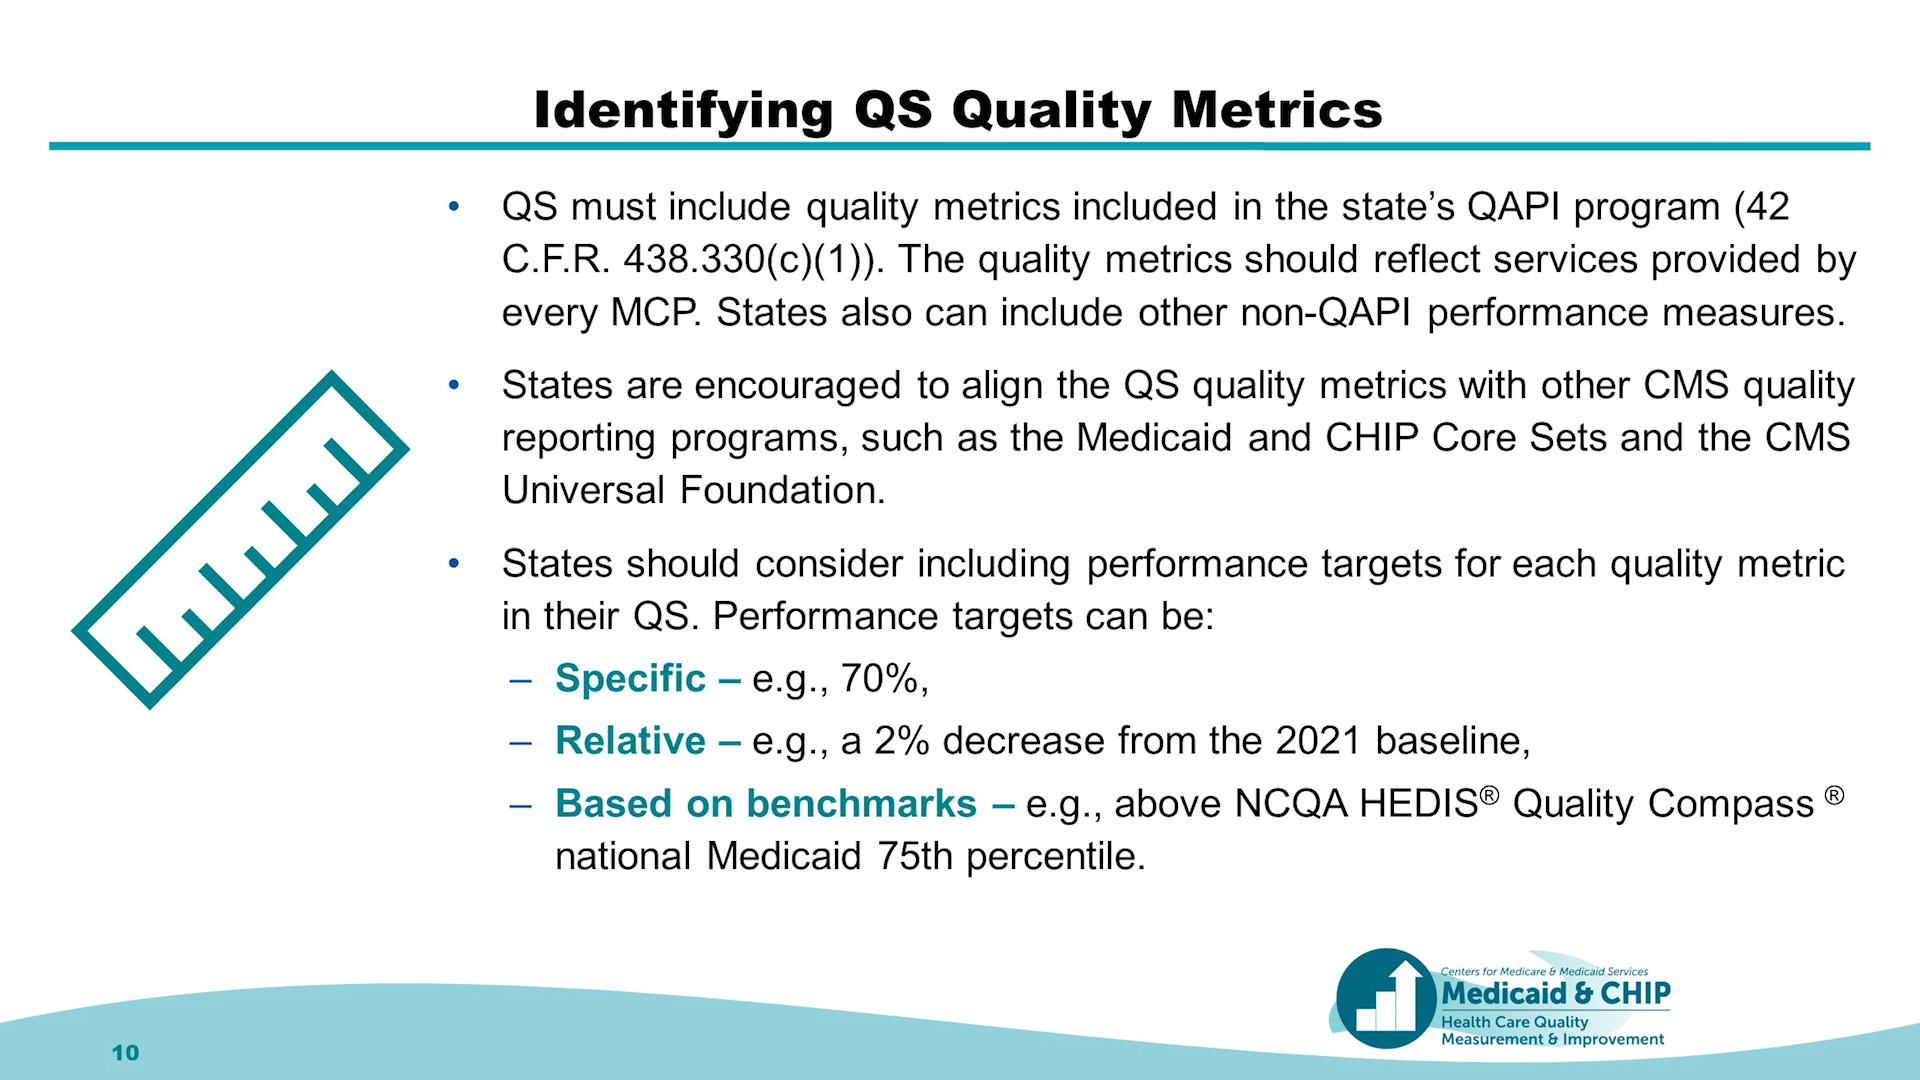 Identifying QS Quality Metrics
• QS must include quality metrics included in the state’s QAPI program (42
C.F.R. 438.330(c)(1)). The quality metrics should reflect services provided by
every MCP. States also can include other non-QAPI performance measures.
• States are encouraged to align the QS quality metrics with other CMS quality
reporting programs, such as the Medicaid and CHIP Core Sets and the CMS
Universal Foundation.
• States should consider including performance targets for each quality metric
in their QS. Performance targets can be:
– Specific – e.g., 70%,
– Relative – e.g., a 2% decrease from the 2021 baseline,
– Based on benchmarks – e.g., above NCQA HEDIS® Quality Compass ®
national Medicaid 75th percentile.
Centers for Medicare & Medicaid Services
Medicaid & CHIP
Health Care Quality
Measurement & Improvement
10